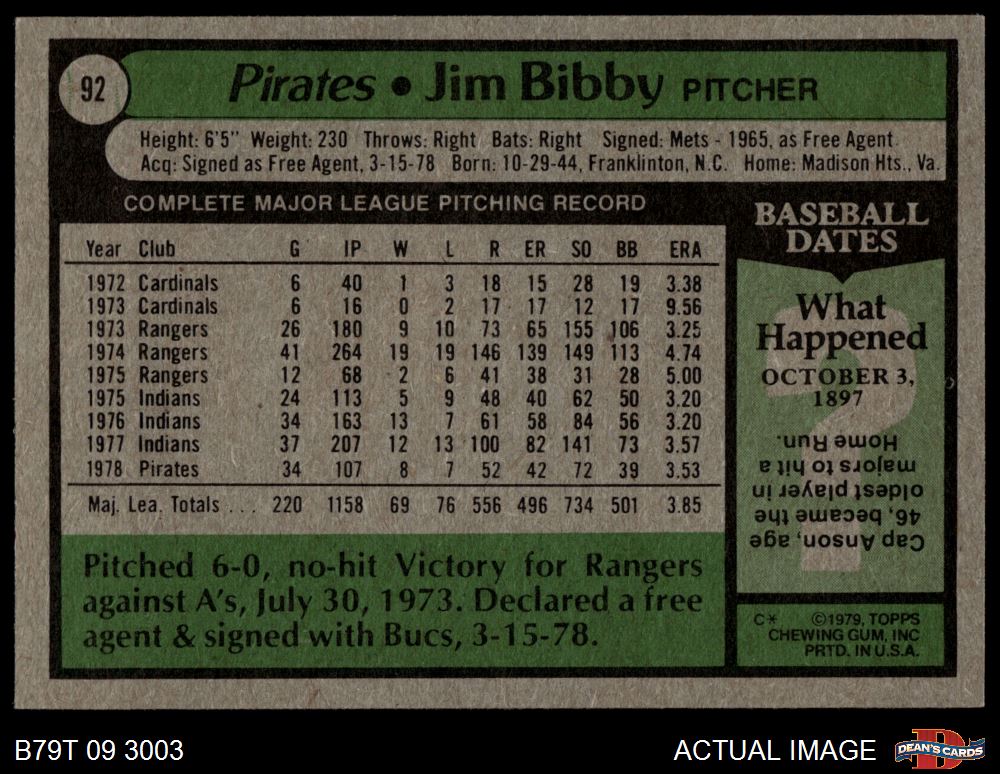 92
Pirates • Jim Bibby PITCHER
Height: 6'5" Weight: 230 Throws: Right Bats: Right Signed: Mets - 1965, as Free Agent
Acq: Signed as Free Agent, 3-15-78 Born: 10-29-44, Franklinton, N.C. Home: Madison Hts., Va.
COMPLETE MAJOR LEAGUE PITCHING RECORD
Year Club G IP W L R ER SO BB ERA
1972 Cardinals 6 40 1 3 18 15 28 19 3.38
1973 Cardinals 6 16 0 2 17 17 12 17 9.56
1973 Rangers 26 180 9 10 73 65 155 106 3.25
1974 Rangers 41 264 19 19 146 139 149 113 4.74
1975 Rangers 12 68 2 6 41 38 31 28 5.00
1975 Indians 24 113 5 9 48 40 62 50 3.20
1976 Indians 34 163 13 7 61 58 84 56 3.20
1977 Indians 37 207 12 13 100 82 141 73 3.57
1978 Pirates 34 107 8 7 52 42 72 39 3.53
Maj. Lea. Totals . . . 220 1158 69 76 556 496 734 501 3.85
Pitched 6-0, no-hit Victory for Rangers
against A's, July 30, 1973. Declared a free
agent & signed with Bucs, 3-15-78.
BASEBALL
DATES
What
Happened
OCTOBER 3,
1897
Cap Anson, age
46, became the
oldest player in
majors to hit a
Home Run.
C* ©1979, TOPPS
CHEWING GUM, INC
PRTD. IN U.S.A.
B79T 09 3003
ACTUAL IMAGE
DEAN'S CARDS